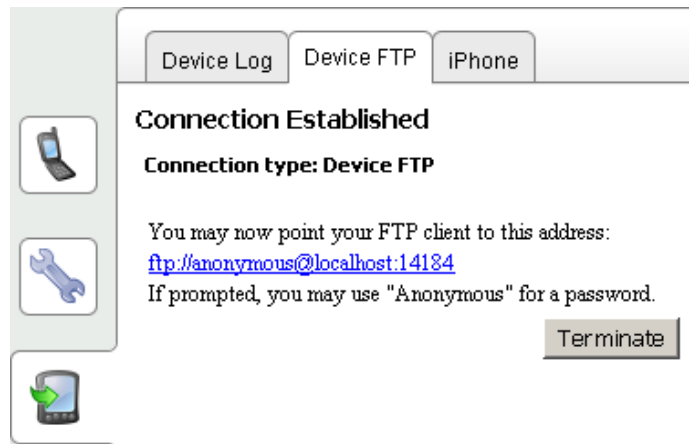 Device Log Device FTP iPhone
Connection Established
Connection type: Device FTP
You may now point your FTP client to this address:
ftp://anonymous@localhost:14184
If prompted, you may use "Anonymous" for a password.
Terminate